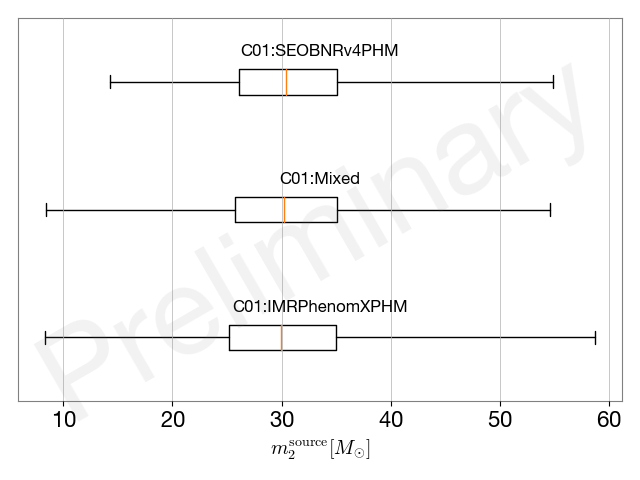 C01:SEOBNRv4PHM
C01:Mixed
C01:IMRPhenomXPHM
Preliminary
10 20 30 40 50 60
m₂^source [M⊙]